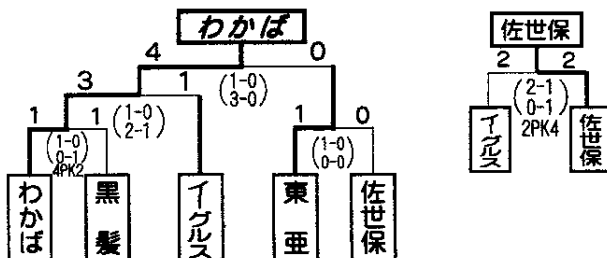 わかば
佐世保
4 0
2 2
(1-0
3-0)
(2-1
0-1)
2PK4
3 1
(1-0
2-1)
1 1
(1-0
0-1)
4PK2
1 0
(1-0
0-0)
わかば
黒髪
イグルス
東亜
佐世保
イグルス
佐世保